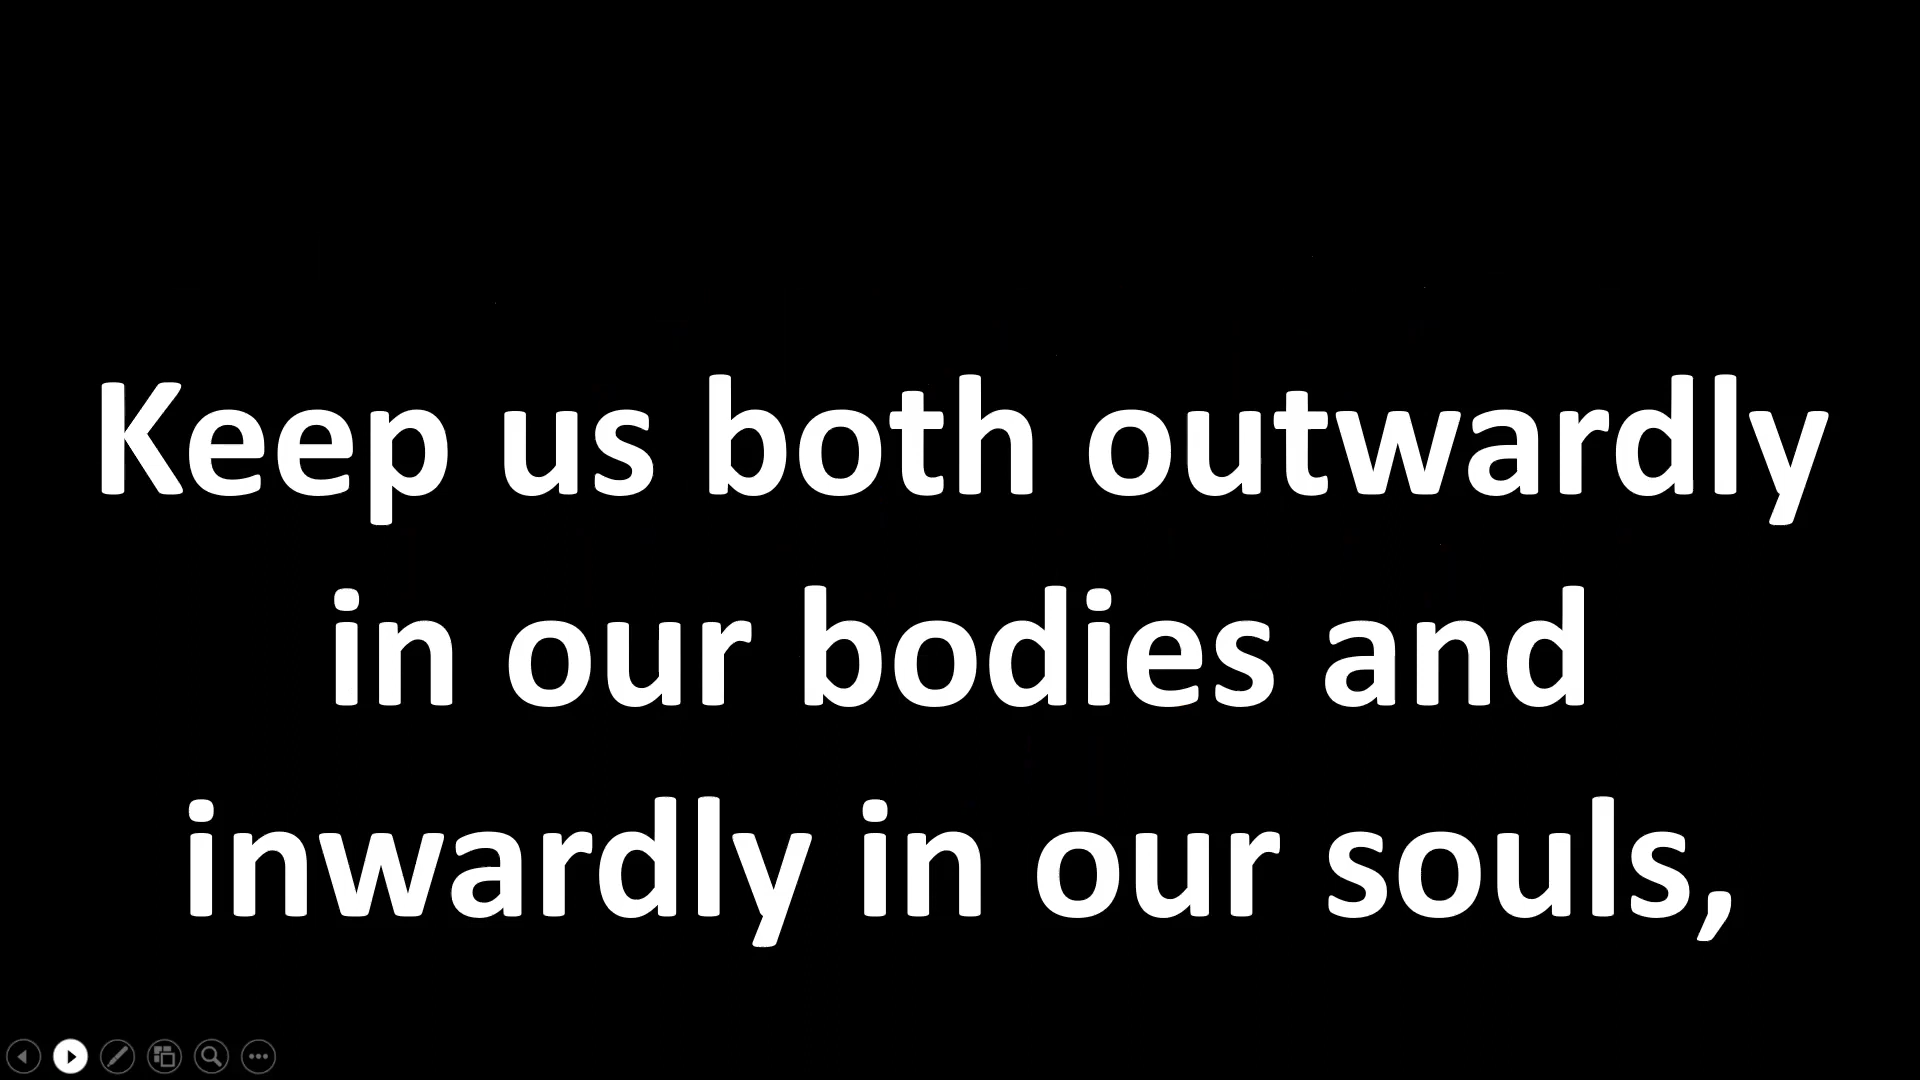 Keep us both outwardly
in our bodies and
inwardly in our souls,